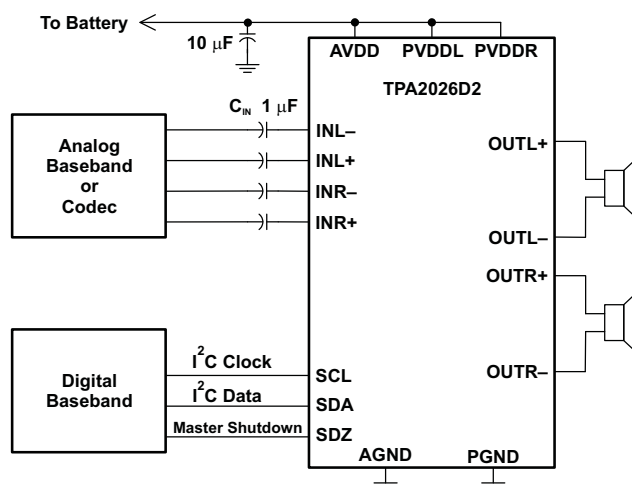 To Battery
10 μF
AVDD PVDDL PVDDR
TPA2026D2
C_IN 1 μF
Analog
Baseband
or
Codec
INL–
INL+
INR–
INR+
OUTL+
OUTL–
OUTR+
OUTR–
Digital
Baseband
I²C Clock
I²C Data
Master Shutdown
SCL
SDA
SDZ
AGND PGND